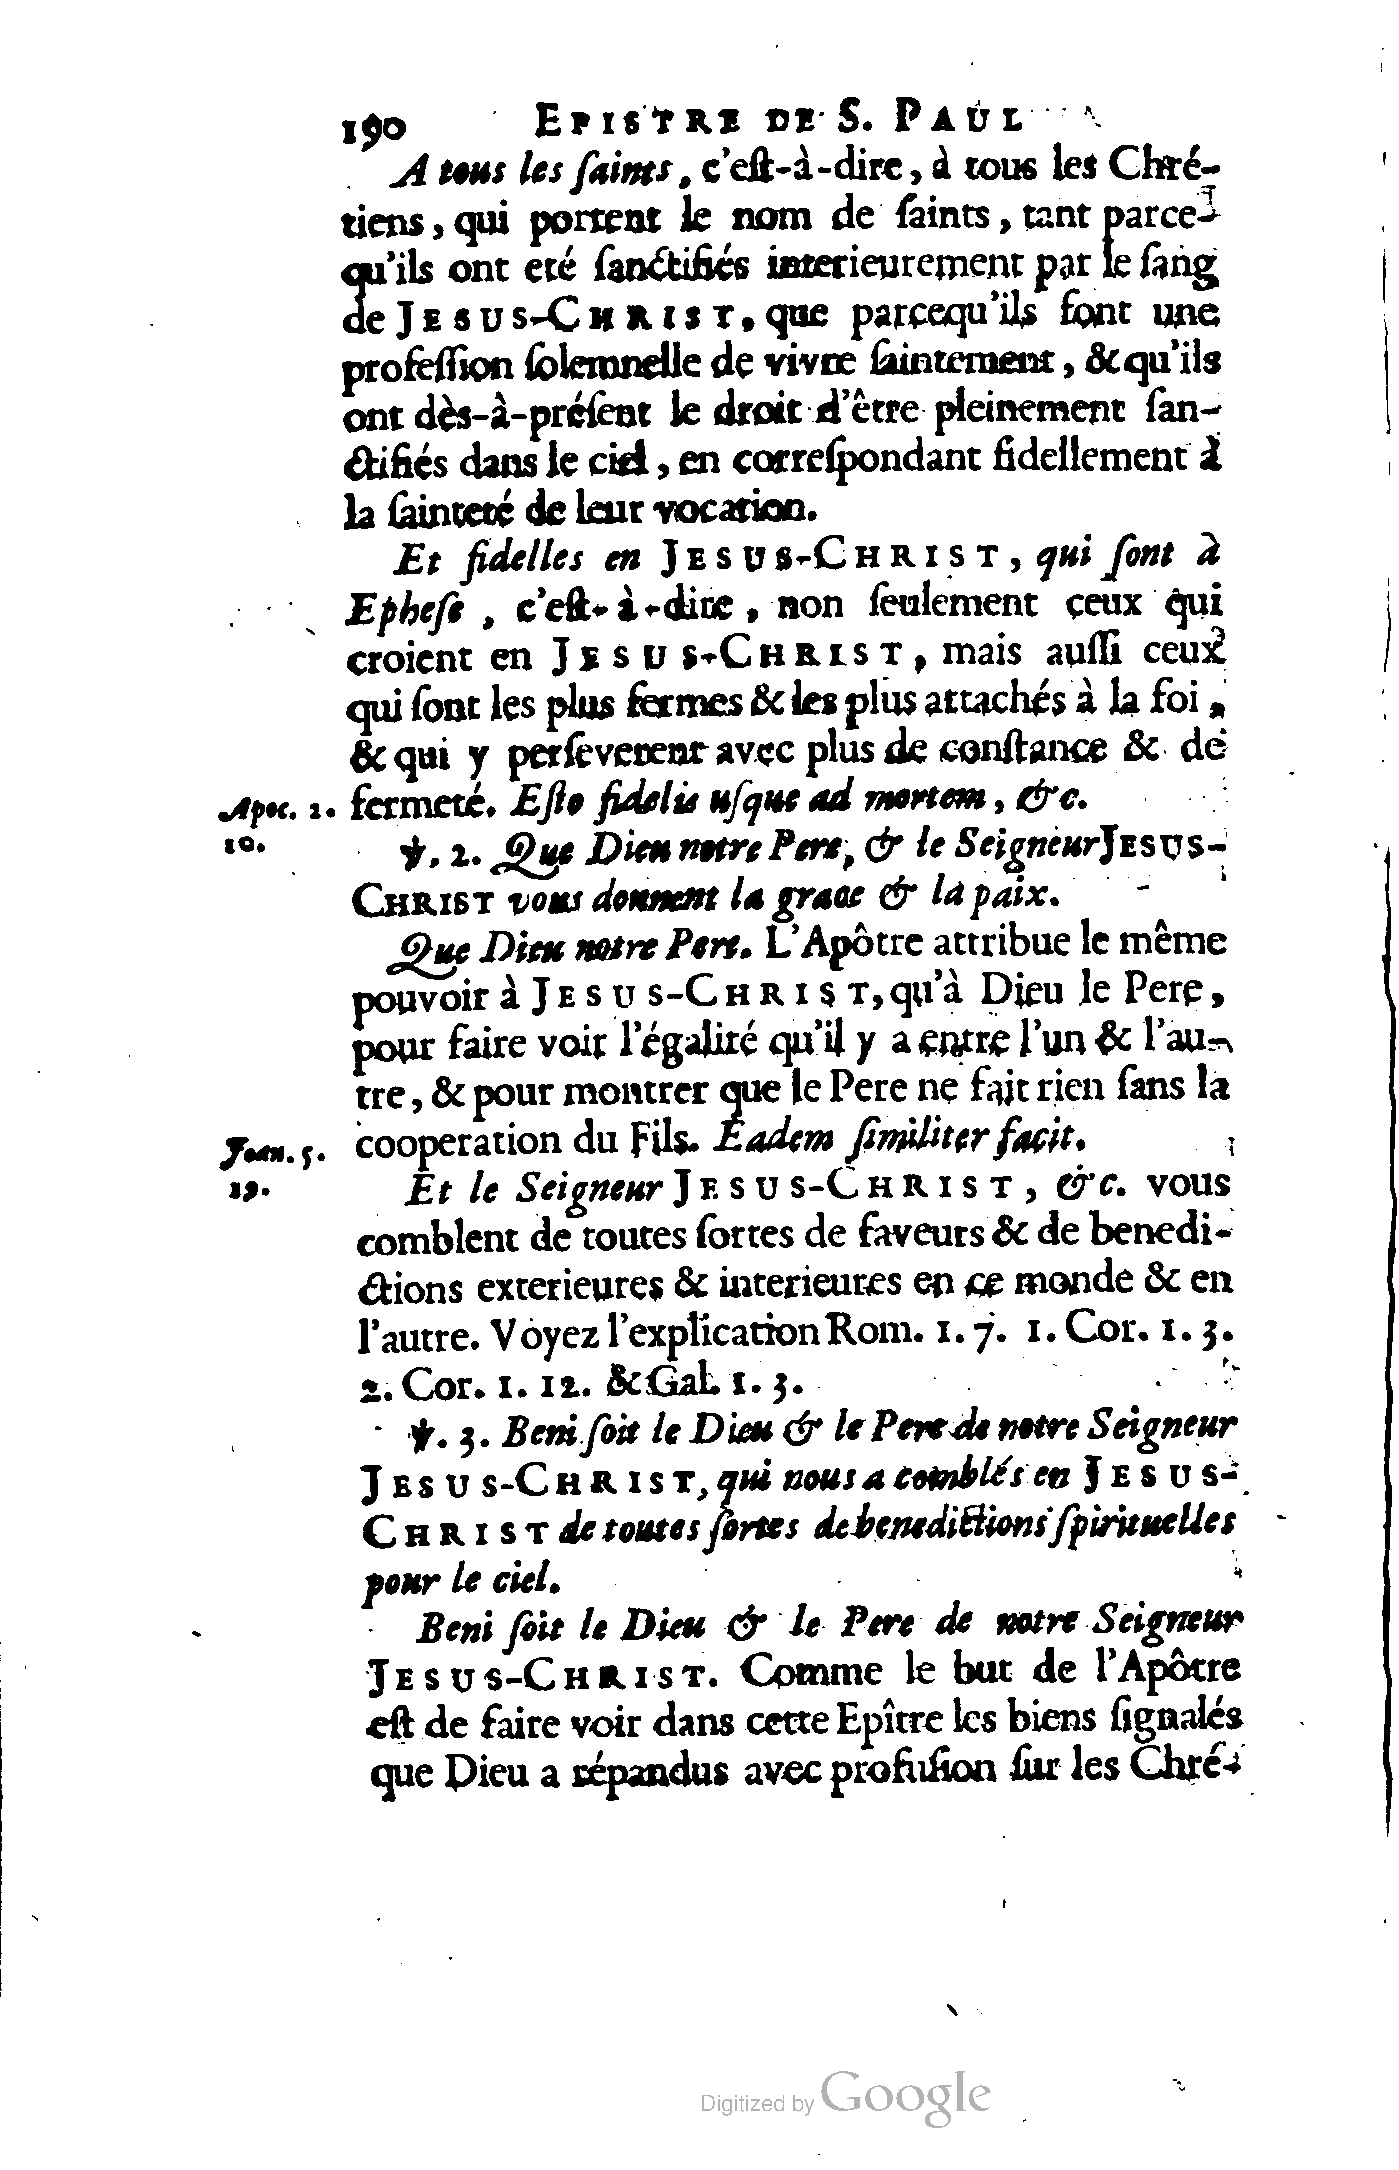 190 EPISTRE DE S. PAUL
A tous les ſaints, c'eſt-à-dire, à tous les Chré-
tiens, qui portent le nom de ſaints, tant parce-
qu'ils ont eté ſanctifiés interieurement par le ſang
de JESUS-CHRIST, que parcequ'ils font une
profeſſion ſolemnelle de vivre ſaintement, & qu'ils
ont dès-à-préſent le droit d'être pleinement ſan-
ctifiés dans le ciel, en correſpondant fidellement à
la ſainteté de leur vocation.
Et fidelles en JESUS-CHRIST, qui ſont à
Epheſe, c'eſt-à-dire, non ſeulement ceux qui
croient en JESUS-CHRIST, mais auſſi ceux
qui ſont les plus fermes & les plus attachés à la foi,
& qui y perſeverent avec plus de conſtance & de
Apoc. 2. fermeté. Eſto fidelis uſque ad mortem, &c.
10. ℣. 2. Que Dieu notre Pere, & le Seigneur JESUS-
CHRIST vous donnent la grace & la paix.
Que Dieu notre Pere. L'Apôtre attribue le même
pouvoir à JESUS-CHRIST, qu'à Dieu le Pere,
pour faire voir l'égalité qu'il y a entre l'un & l'au-
tre, & pour montrer que le Pere ne fait rien ſans la
Joan. 5. cooperation du Fils. Eadem ſimiliter facit.
19. Et le Seigneur JESUS-CHRIST, &c. vous
comblent de toutes ſortes de faveurs & de benedi-
ctions exterieures & interieures en ce monde & en
l'autre. Voyez l'explication Rom. 1. 7. 1. Cor. 1. 3.
2. Cor. 1. 12. & Gal. 1. 3.
℣. 3. Beni ſoit le Dieu & le Pere de notre Seigneur
JESUS-CHRIST, qui nous a comblés en JESUS-
CHRIST de toutes ſortes de benedictions ſpirituelles
pour le ciel.
Beni ſoit le Dieu & le Pere de notre Seigneur
JESUS-CHRIST. Comme le but de l'Apôtre
eſt de faire voir dans cette Epître les biens ſignalés
que Dieu a répandus avec profuſion ſur les Chré-
Digitized by Google